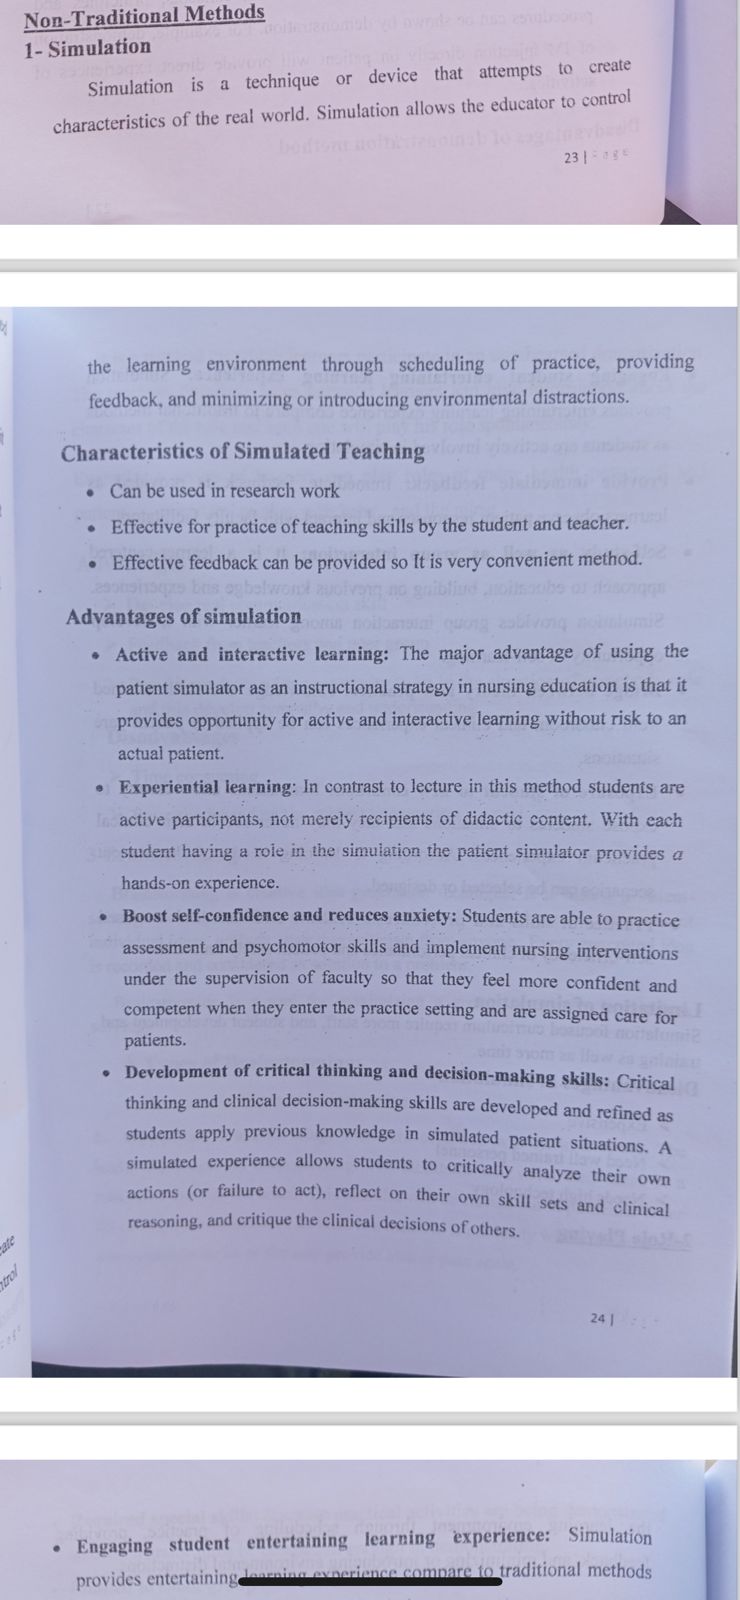 Non-Traditional Methods
1- Simulation
Simulation is a technique or device that attempts to create
characteristics of the real world. Simulation allows the educator to control
23 | Page
the learning environment through scheduling of practice, providing
feedback, and minimizing or introducing environmental distractions.
Characteristics of Simulated Teaching
• Can be used in research work
• Effective for practice of teaching skills by the student and teacher.
• Effective feedback can be provided so It is very convenient method.
Advantages of simulation
• Active and interactive learning: The major advantage of using the
patient simulator as an instructional strategy in nursing education is that it
provides opportunity for active and interactive learning without risk to an
actual patient.
• Experiential learning: In contrast to lecture in this method students are
active participants, not merely recipients of didactic content. With each
student having a role in the simulation the patient simulator provides a
hands-on experience.
• Boost self-confidence and reduces anxiety: Students are able to practice
assessment and psychomotor skills and implement nursing interventions
under the supervision of faculty so that they feel more confident and
competent when they enter the practice setting and are assigned care for
patients.
• Development of critical thinking and decision-making skills: Critical
thinking and clinical decision-making skills are developed and refined as
students apply previous knowledge in simulated patient situations. A
simulated experience allows students to critically analyze their own
actions (or failure to act), reflect on their own skill sets and clinical
reasoning, and critique the clinical decisions of others.
24 |
• Engaging student entertaining learning experience: Simulation
provides entertaining learning experience compare to traditional methods